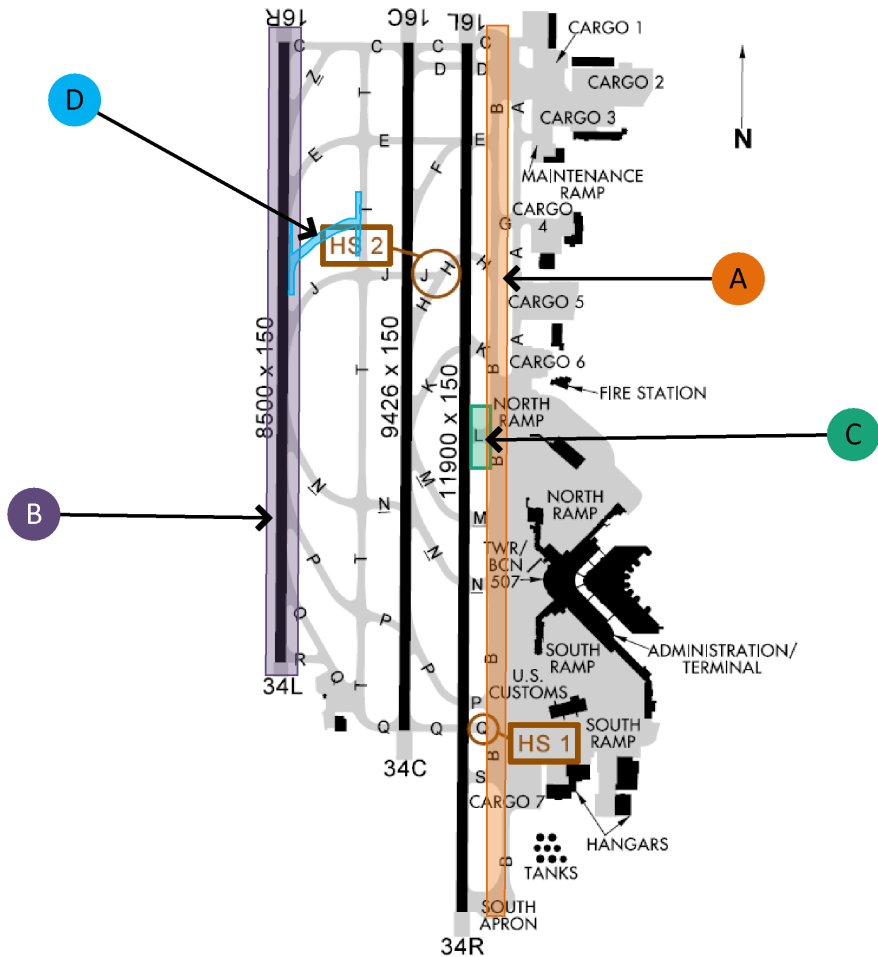 16R
16C
16L
C
C
C
C
CARGO 1
D
D
Z
T
CARGO 2
D
B
A
CARGO 3
E
E
E
N
E
F
MAINTENANCE
RAMP
CARGO
4
T
G
HS 2
A
H
H
J
J
J
H
A
CARGO 5
8500 x 150
9426 x 150
11900 x 150
A
K
CARGO 6
T
B
K
FIRE STATION
NORTH
RAMP
L
C
B
N
M
NORTH
RAMP
B
N
M
TWR/
BCN
507
N
P
T
N
O
P
SOUTH
RAMP
ADMINISTRATION/
TERMINAL
R
B
P
U.S.
CUSTOMS
34L
Q
T
P
Q
Q
Q
HS 1
SOUTH
RAMP
B
34C
S
CARGO 7
HANGARS
B
TANKS
SOUTH
APRON
34R